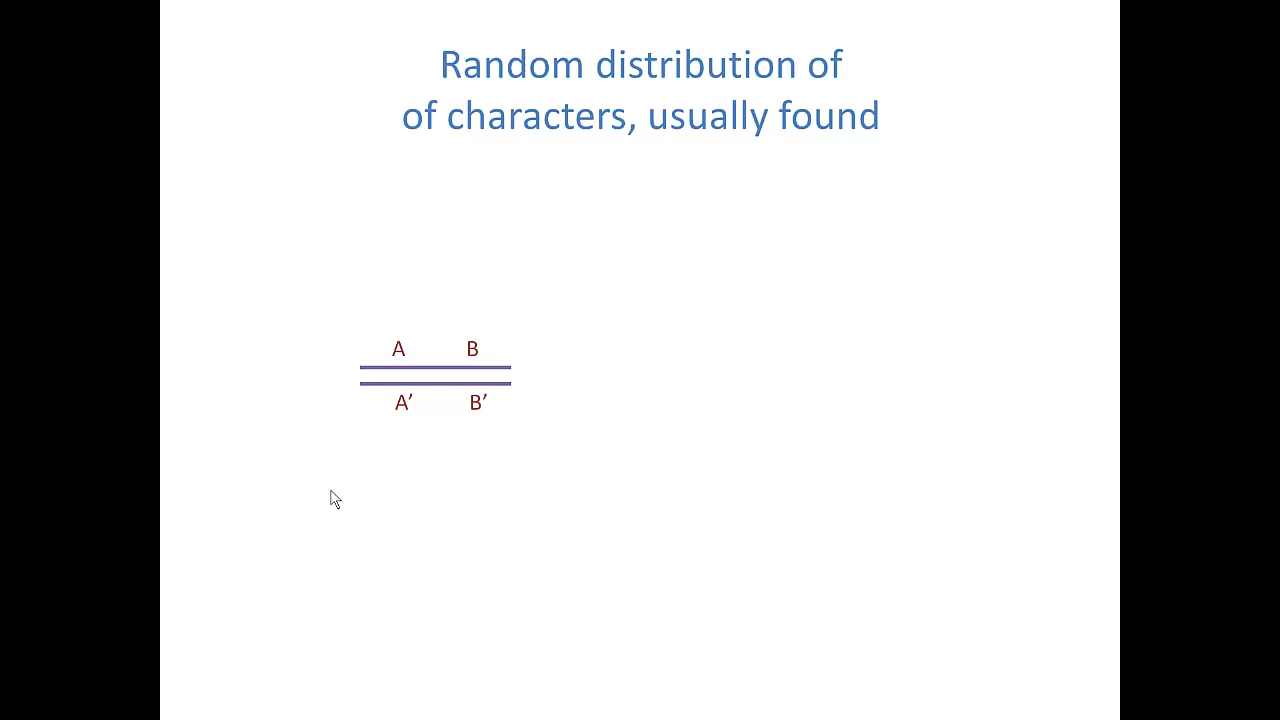 Random distribution of
of characters, usually found
A B
A’ B’